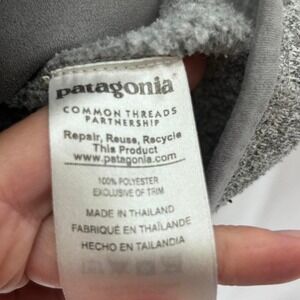 patagonia
COMMON THREADS
PARTNERSHIP
Repair, Reuse, Recycle
This Product
www.patagonia.com
100% POLYESTER
EXCLUSIVE OF TRIM
MADE IN THAILAND
FABRIQUÉ EN THAÏLANDE
HECHO EN TAILANDIA